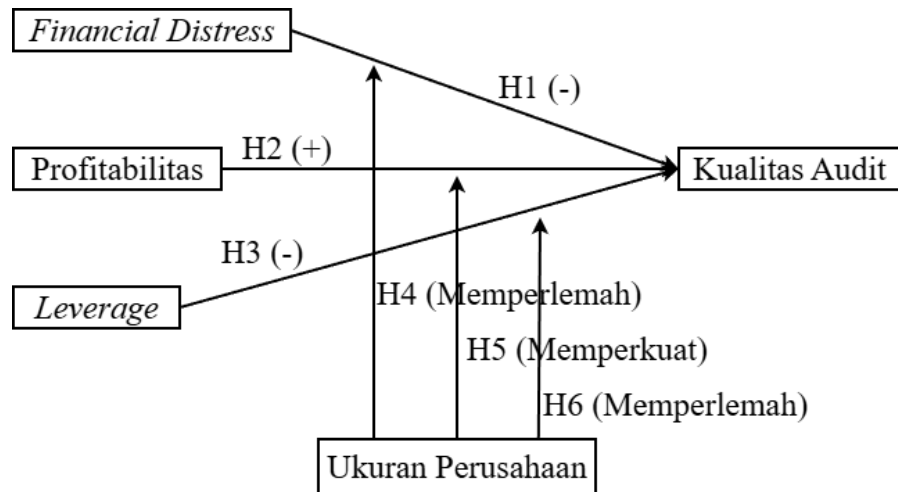 Financial Distress
H1 (-)
H2 (+)
Profitabilitas
Kualitas Audit
H3 (-)
Leverage
H4 (Memperlemah)
H5 (Memperkuat)
H6 (Memperlemah)
Ukuran Perusahaan